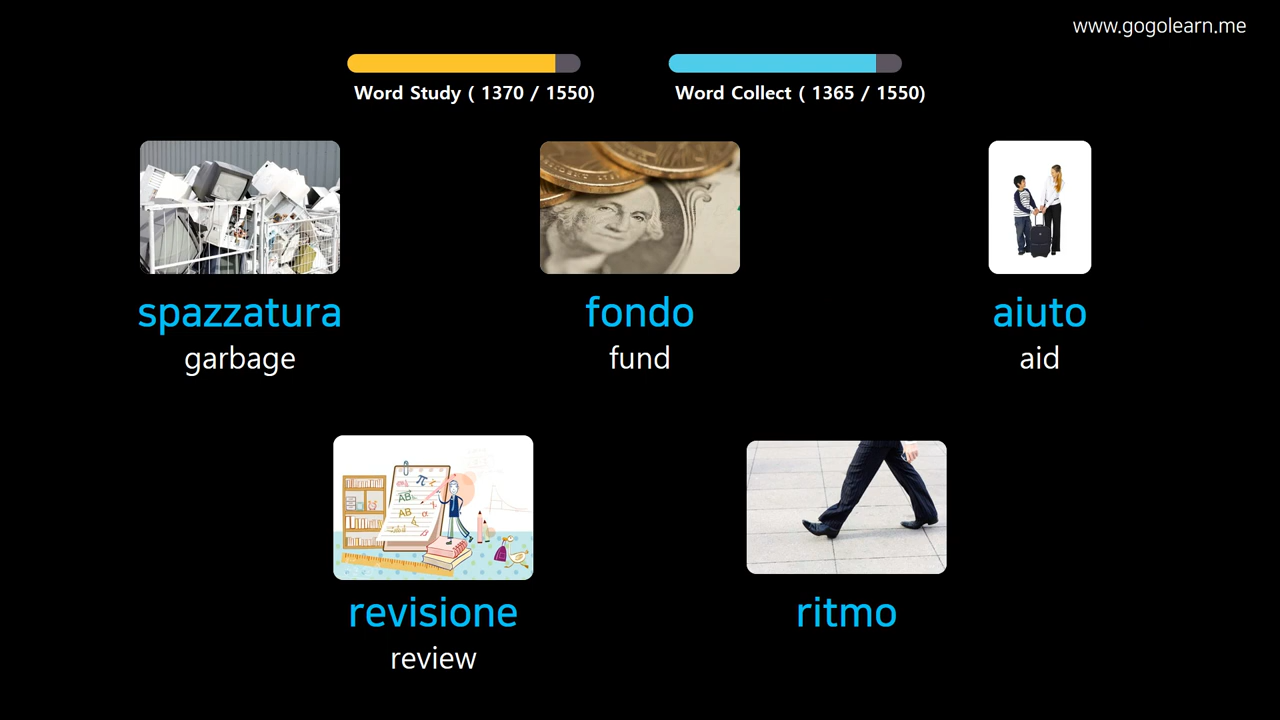 www.gogolearn.me
Word Study ( 1370 / 1550)
Word Collect ( 1365 / 1550)
spazzatura
garbage
fondo
fund
aiuto
aid
revisione
review
ritmo